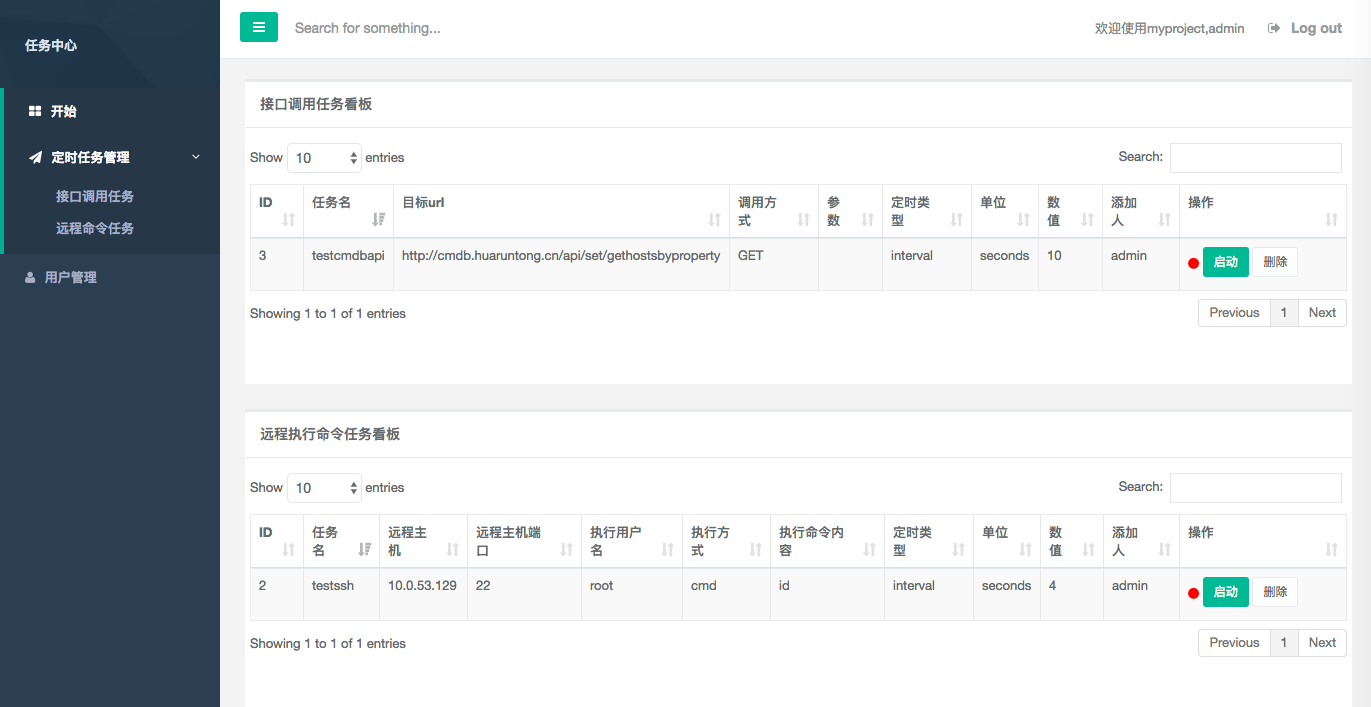 任务中心
开始
定时任务管理
接口调用任务
远程命令任务
用户管理
Search for something...
欢迎使用myproject,admin
Log out
接口调用任务看板
Show 10 entries
Search:
ID 任务名 目标url 调用方式 参数 定时类型 单位 数值 添加人 操作
3 testcmdbapi http://cmdb.huaruntong.cn/api/set/gethostsbyproperty GET interval seconds 10 admin 启动 删除
Showing 1 to 1 of 1 entries
Previous 1 Next
远程执行命令任务看板
Show 10 entries
Search:
ID 任务名 远程主机 远程主机端口 执行用户名 执行方式 执行命令内容 定时类型 单位 数值 添加人 操作
2 testssh 10.0.53.129 22 root cmd id interval seconds 4 admin 启动 删除
Showing 1 to 1 of 1 entries
Previous 1 Next